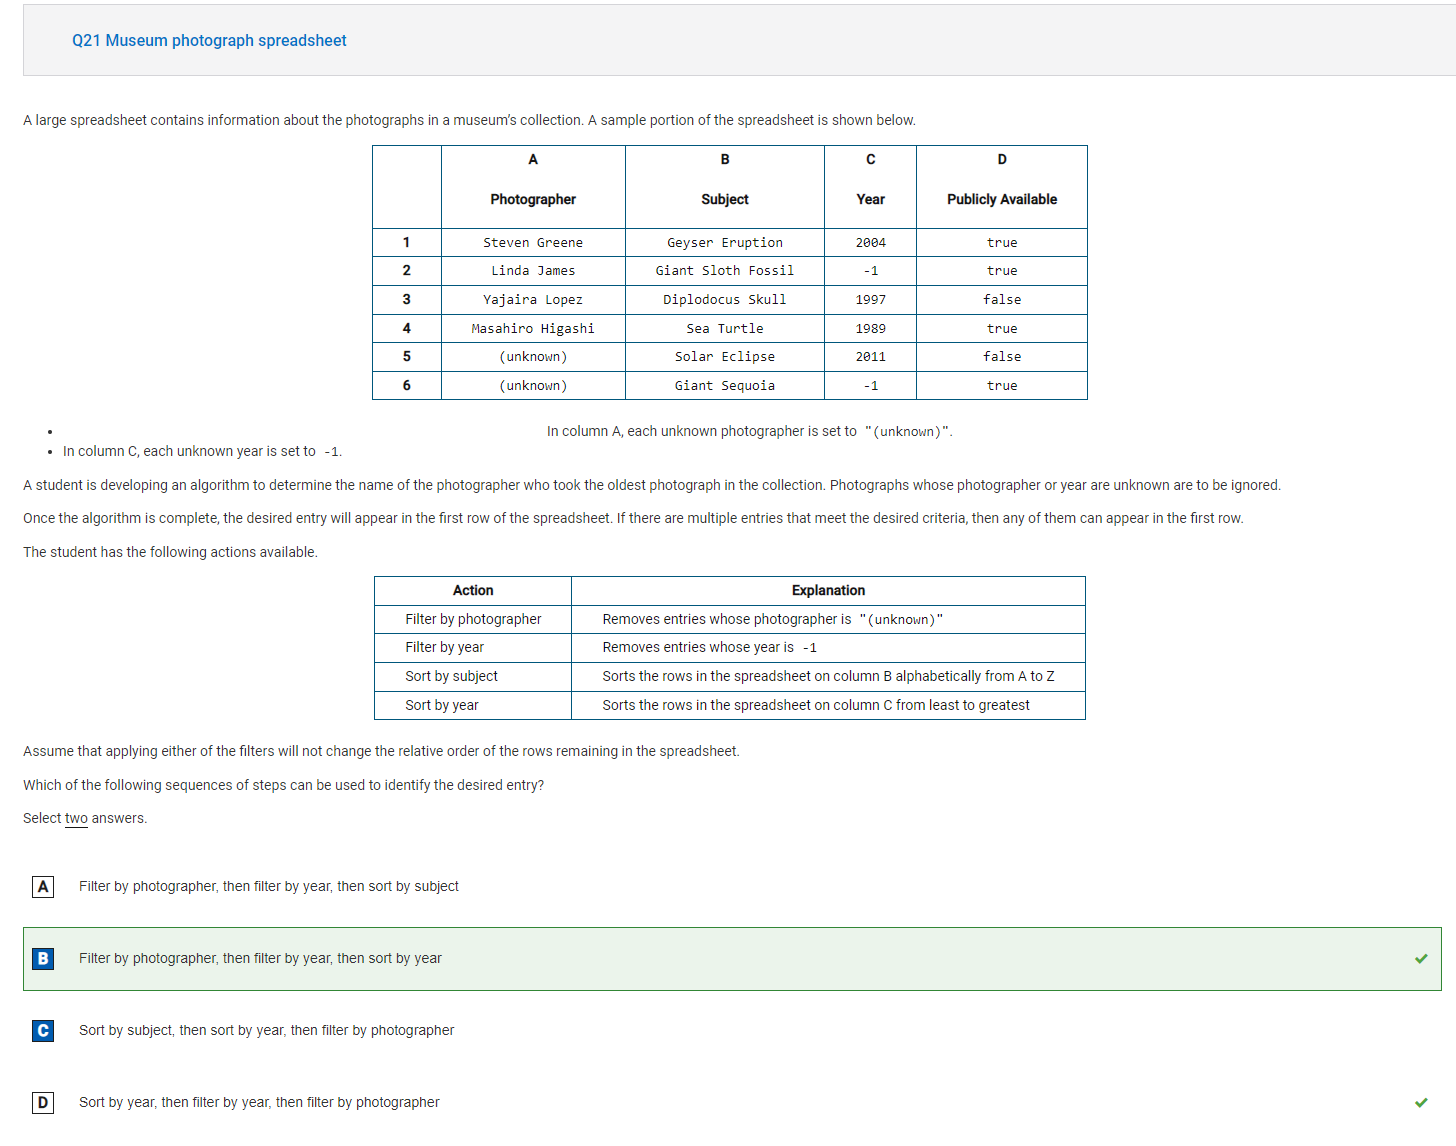 Q21 Museum photograph spreadsheet
A large spreadsheet contains information about the photographs in a museum’s collection. A sample portion of the spreadsheet is shown below.
A B C D
Photographer Subject Year Publicly Available
1 Steven Greene Geyser Eruption 2004 true
2 Linda James Giant Sloth Fossil -1 true
3 Yajaira Lopez Diplodocus Skull 1997 false
4 Masahiro Higashi Sea Turtle 1989 true
5 (unknown) Solar Eclipse 2011 false
6 (unknown) Giant Sequoia -1 true
• In column A, each unknown photographer is set to "(unknown)".
• In column C, each unknown year is set to -1.
A student is developing an algorithm to determine the name of the photographer who took the oldest photograph in the collection. Photographs whose photographer or year are unknown are to be ignored.
Once the algorithm is complete, the desired entry will appear in the first row of the spreadsheet. If there are multiple entries that meet the desired criteria, then any of them can appear in the first row.
The student has the following actions available.
Action Explanation
Filter by photographer Removes entries whose photographer is "(unknown)"
Filter by year Removes entries whose year is -1
Sort by subject Sorts the rows in the spreadsheet on column B alphabetically from A to Z
Sort by year Sorts the rows in the spreadsheet on column C from least to greatest
Assume that applying either of the filters will not change the relative order of the rows remaining in the spreadsheet.
Which of the following sequences of steps can be used to identify the desired entry?
Select two answers.
A Filter by photographer, then filter by year, then sort by subject
B Filter by photographer, then filter by year, then sort by year
C Sort by subject, then sort by year, then filter by photographer
D Sort by year, then filter by year, then filter by photographer